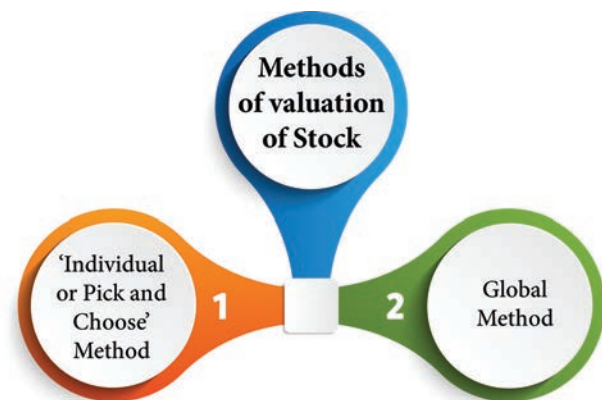 Methods
of valuation
of Stock
‘Individual
or Pick and
Choose’
Method
1
2
Global
Method